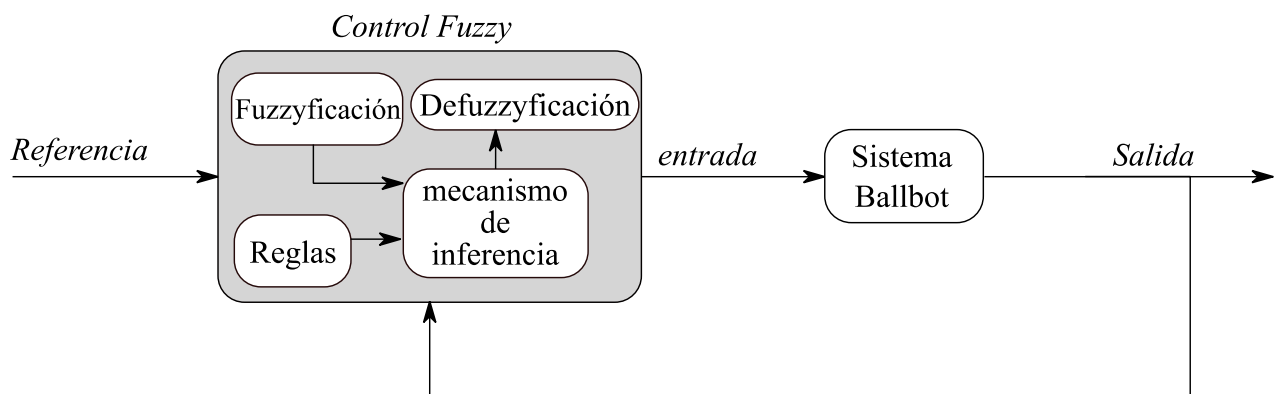 Control Fuzzy
Fuzzyficación
Defuzzyficación
Referencia
mecanismo
de
inferencia
Reglas
entrada
Sistema
Ballbot
Salida